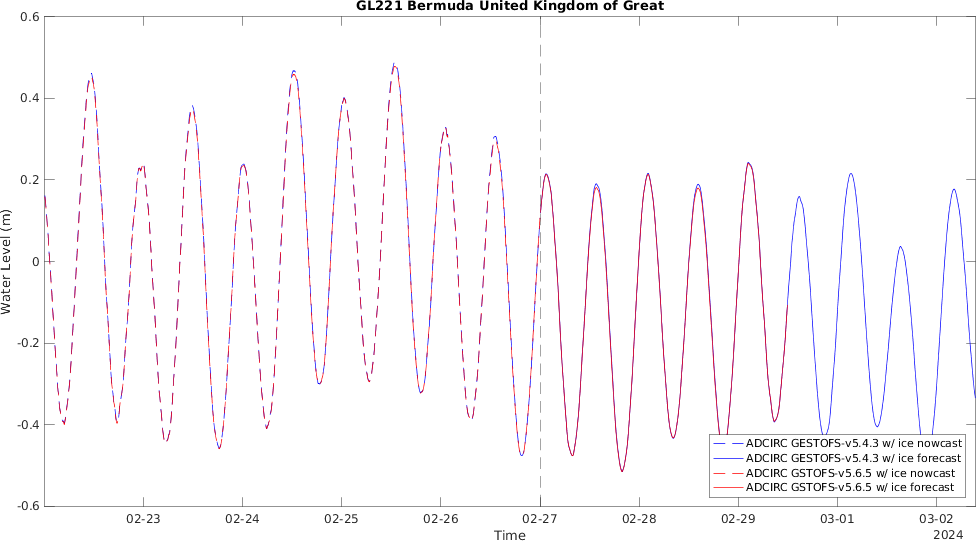 GL221 Bermuda United Kingdom of Great
0.6
0.4
0.2
0
-0.2
-0.4
-0.6
Water Level (m)
ADCIRC GESTOFS-v5.4.3 w/ ice nowcast
ADCIRC GESTOFS-v5.4.3 w/ ice forecast
ADCIRC GSTOFS-v5.6.5 w/ ice nowcast
ADCIRC GSTOFS-v5.6.5 w/ ice forecast
02-23 02-24 02-25 02-26 02-27 02-28 02-29 03-01 03-02
Time
2024